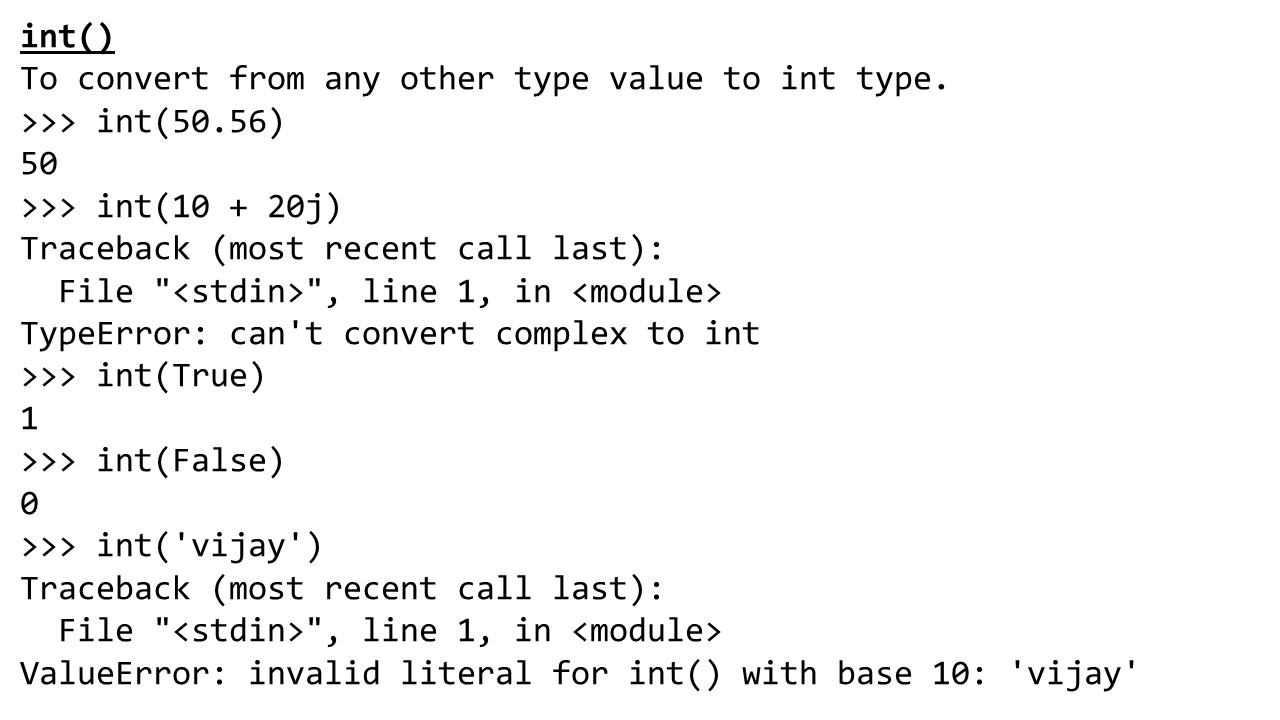 int()
To convert from any other type value to int type.
>>> int(50.56)
50
>>> int(10 + 20j)
Traceback (most recent call last):
  File "<stdin>", line 1, in <module>
TypeError: can't convert complex to int
>>> int(True)
1
>>> int(False)
0
>>> int('vijay')
Traceback (most recent call last):
  File "<stdin>", line 1, in <module>
ValueError: invalid literal for int() with base 10: 'vijay'